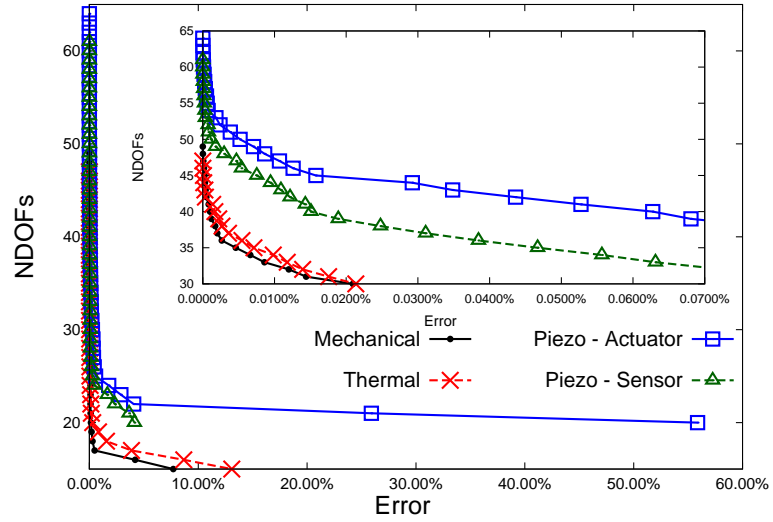 65
60
55
50
45
40
35
30
NDOFs
0.0000% 0.0100% 0.0200% 0.0300% 0.0400% 0.0500% 0.0600% 0.0700%
Error
60
50
40
30
20
NDOFs
Mechanical
Piezo - Actuator
Thermal
Piezo - Sensor
0.00% 10.00% 20.00% 30.00% 40.00% 50.00% 60.00%
Error